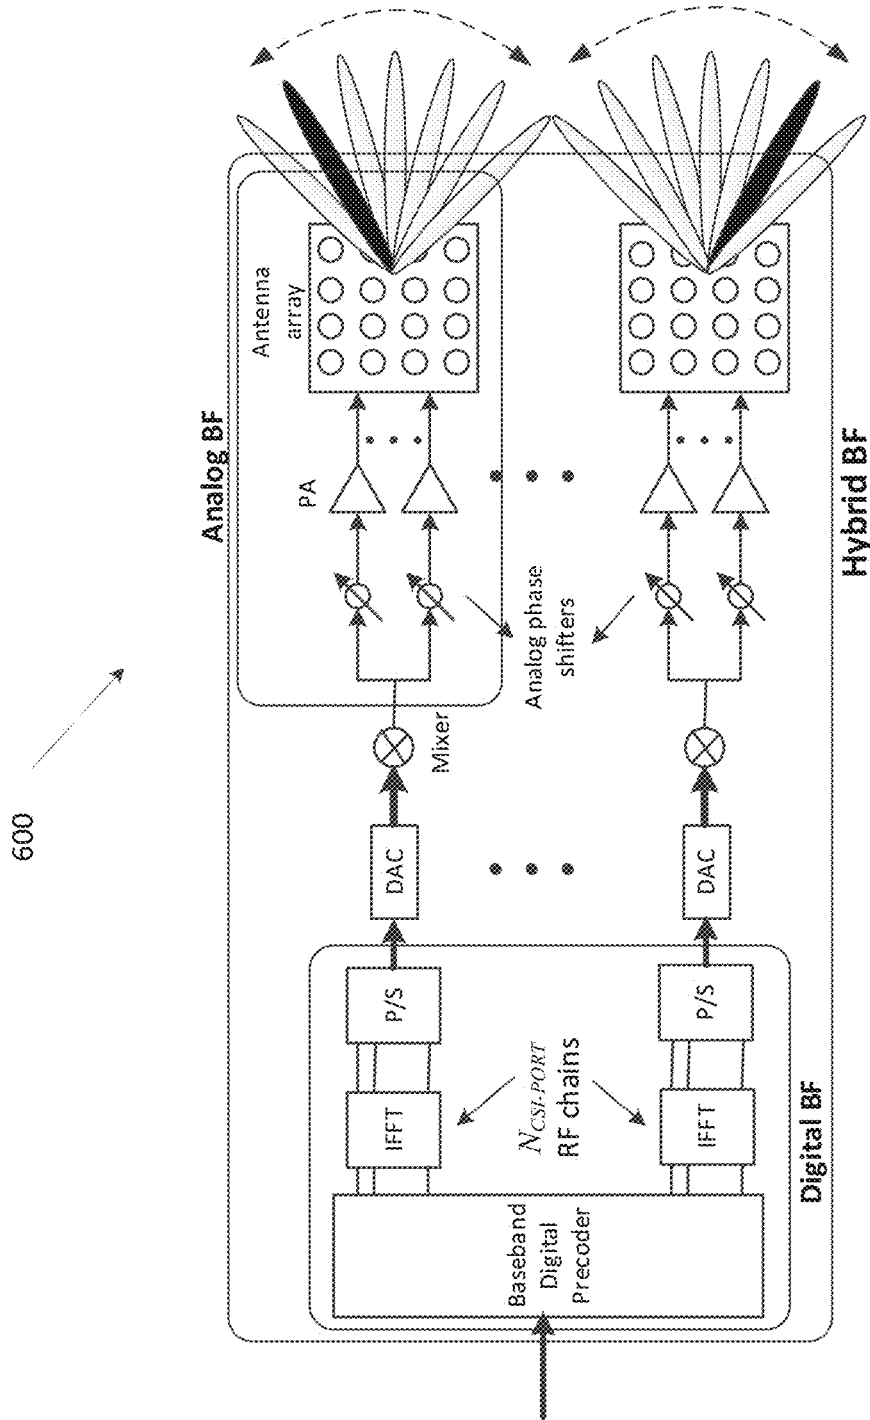 600
Analog BF
Antenna
array
PA
Mixer
Analog phase
shifters
DAC
DAC
P/S
P/S
N_CSI-PORT
RF chains
IFFT
IFFT
Baseband
Digital
Precoder
Digital BF
Hybrid BF